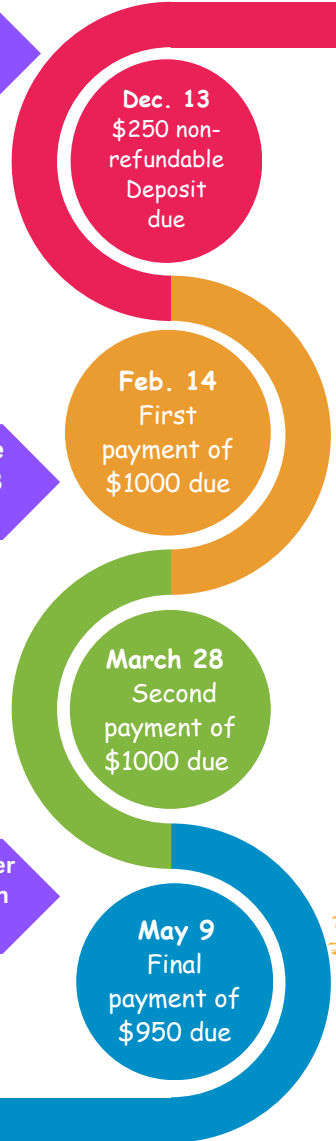 Dec. 13
$250 non-
refundable
Deposit
due
Feb. 14
First
payment of
$1000 due
March 28
Second
payment of
$1000 due
May 9
Final
payment of
$950 due